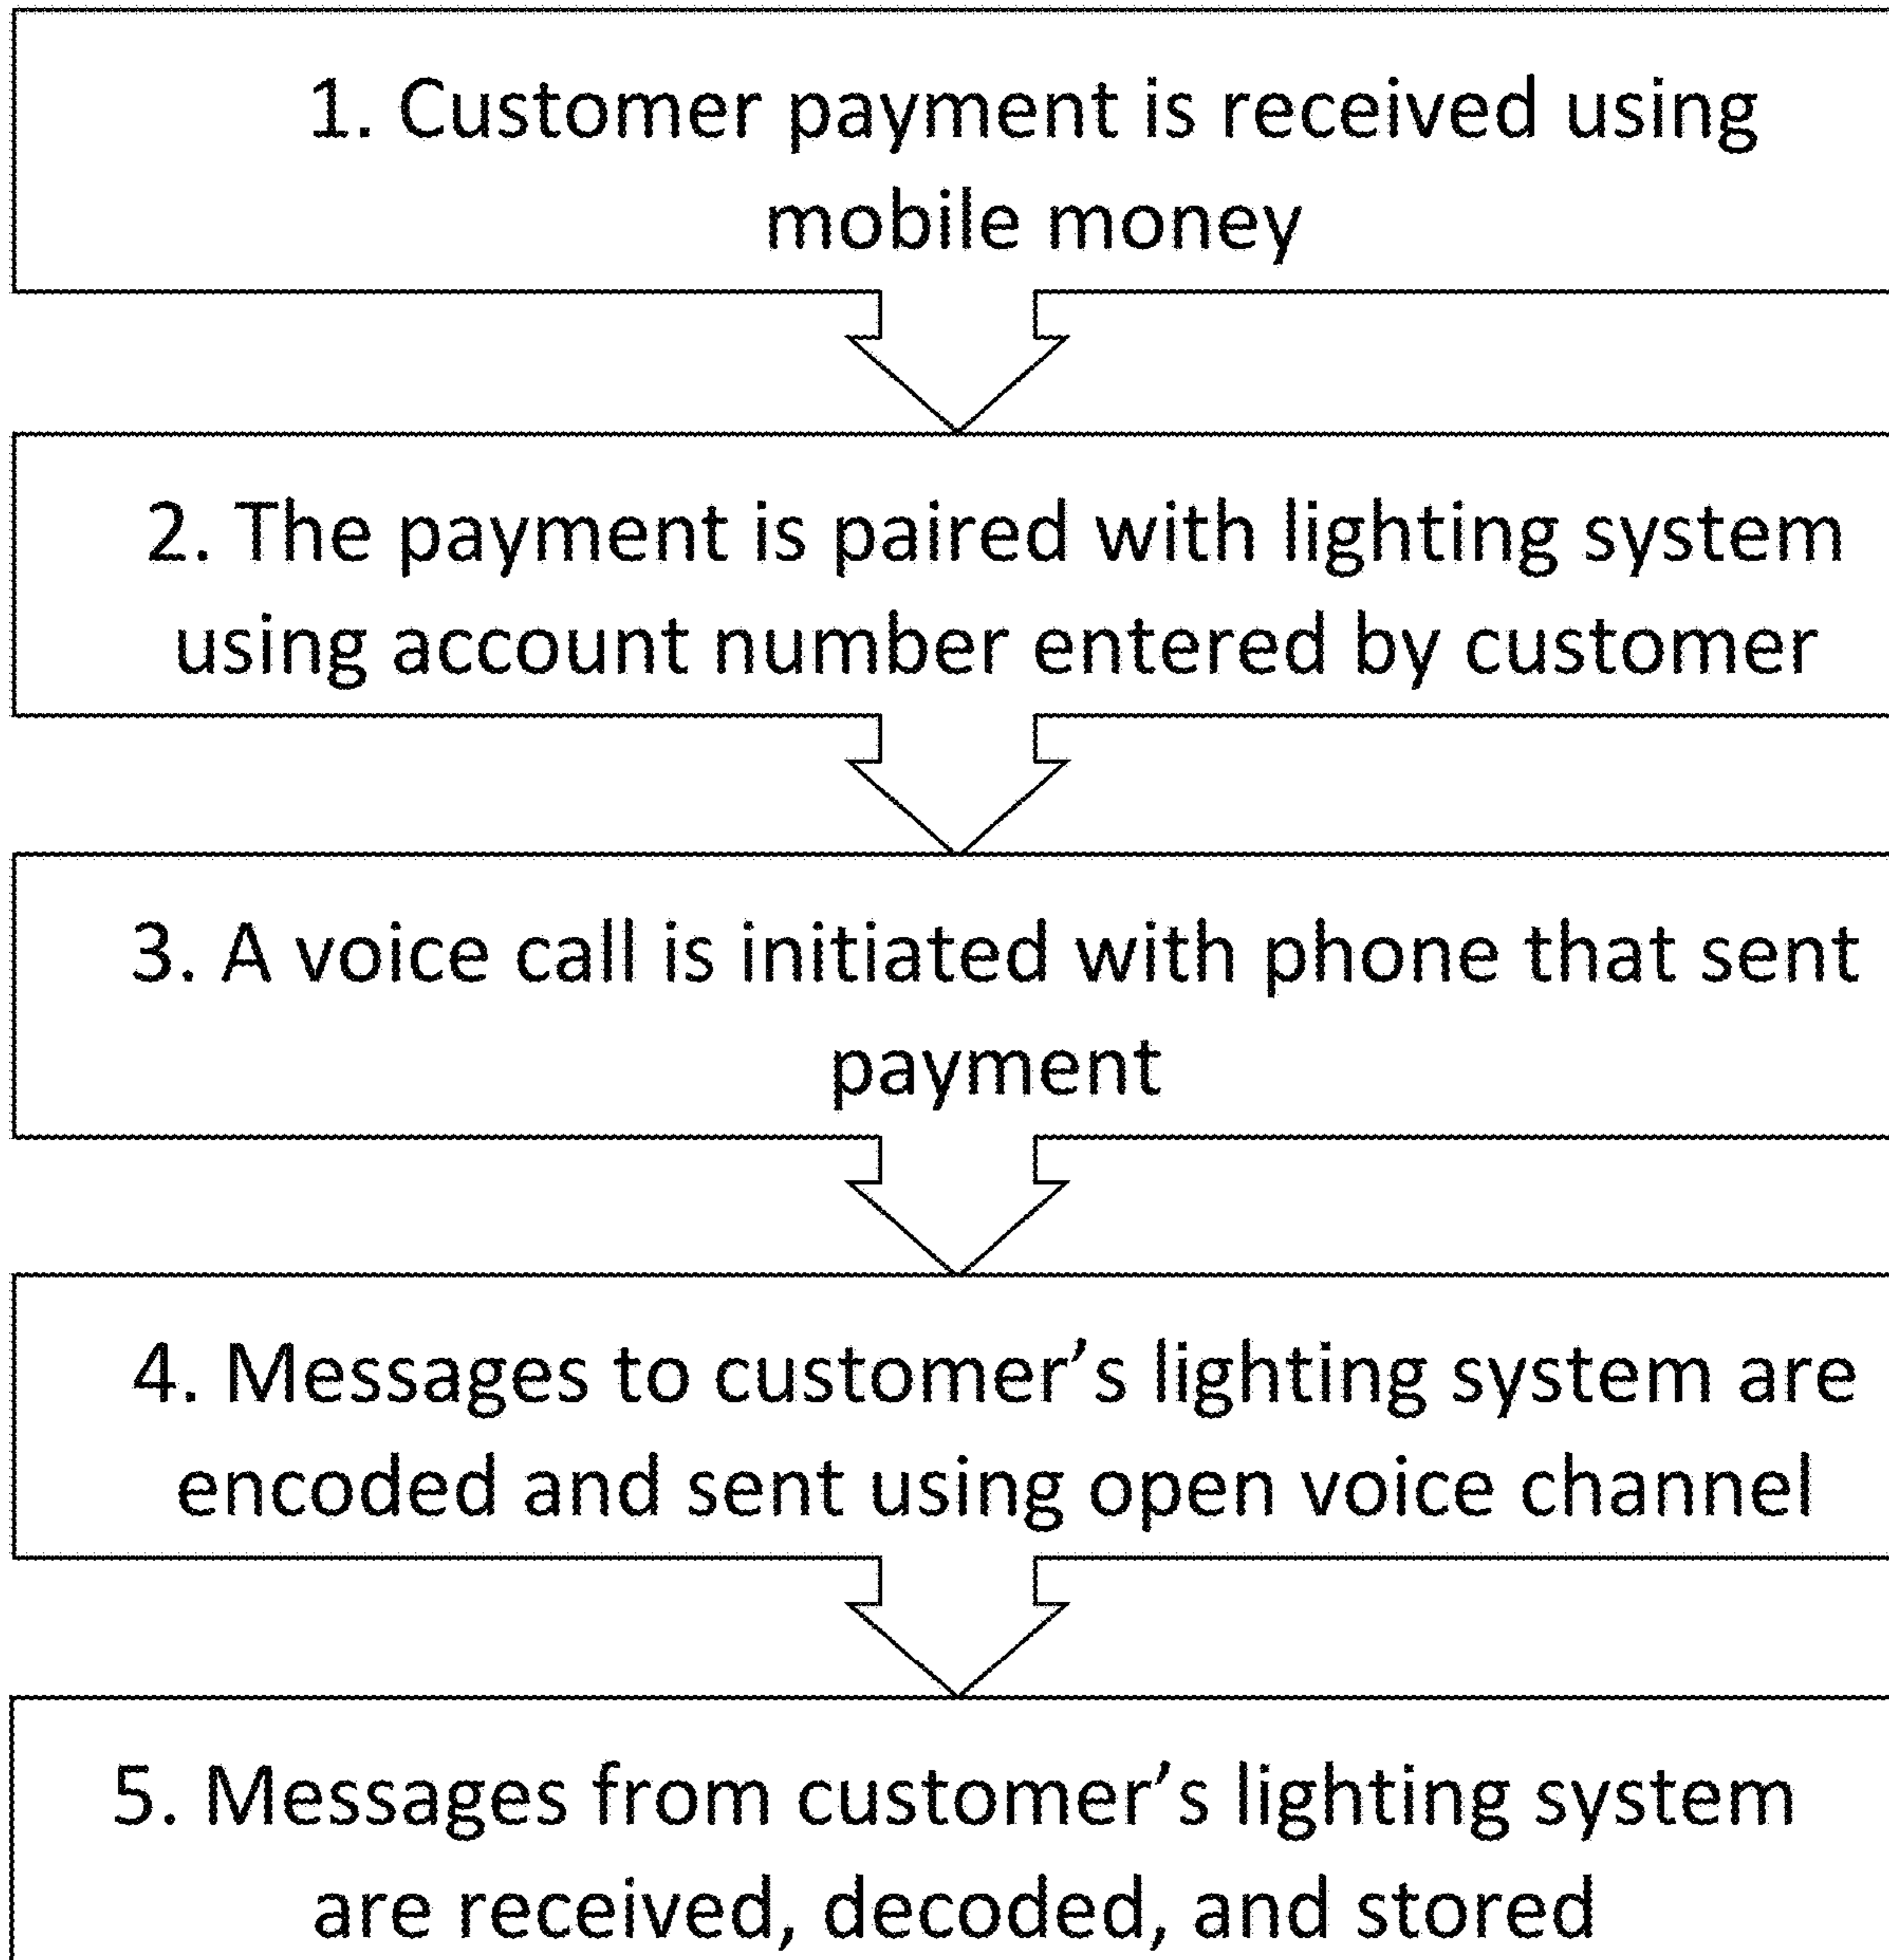 1. Customer payment is received using
mobile money
2. The payment is paired with lighting system
using account number entered by customer
3. A voice call is initiated with phone that sent
payment
4. Messages to customer’s lighting system are
encoded and sent using open voice channel
5. Messages from customer’s lighting system
are received, decoded, and stored